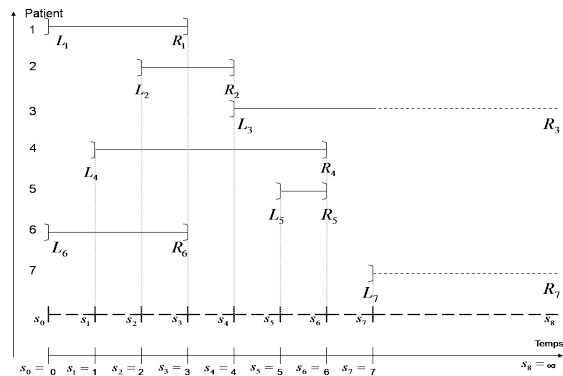 Patient
1
L₁ R₁
2
L₂ R₂
3
L₃ R₃
4
L₄ R₄
5
L₅ R₅
6
L₆ R₆
7
L₇ R₇
s₀ s₁ s₂ s₃ s₄ s₅ s₆ s₇ s₈
Temps
s₀ = 0 s₁ = 1 s₂ = 2 s₃ = 3 s₄ = 4 s₅ = 5 s₆ = 6 s₇ = 7 s₈ = ∞